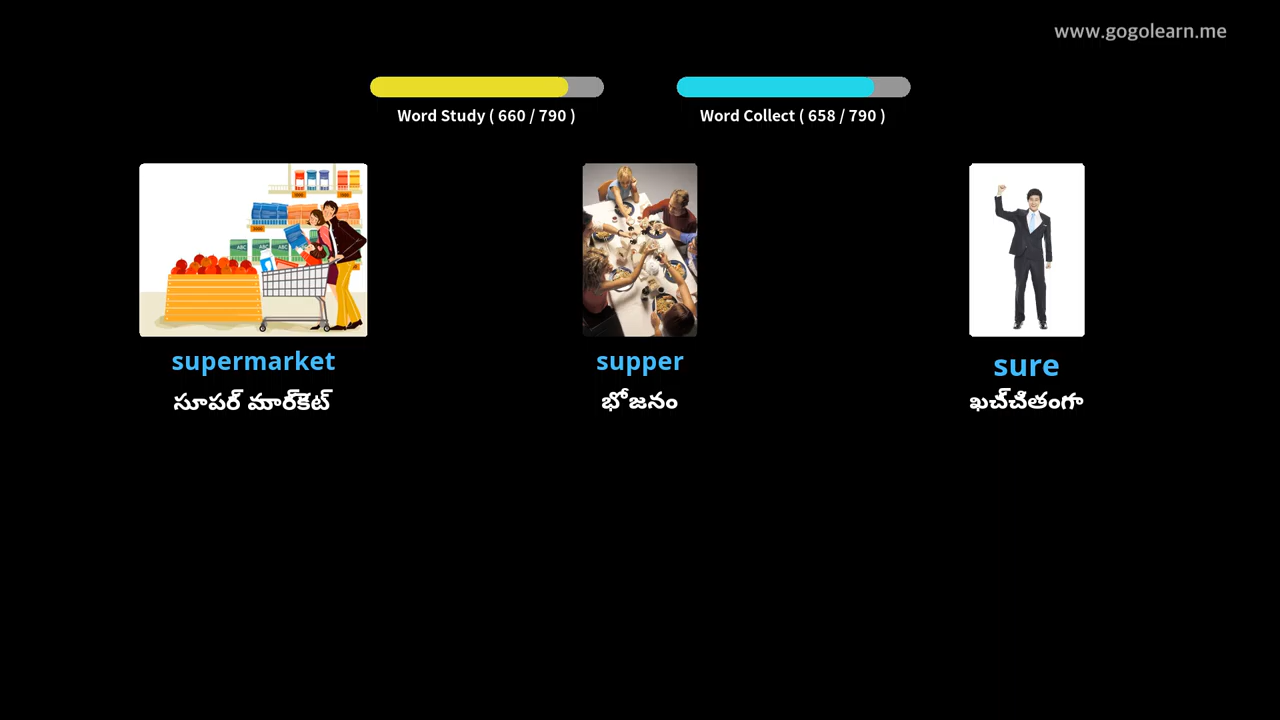 www.gogolearn.me
Word Study ( 660 / 790 )
Word Collect ( 658 / 790 )
supermarket
supper
sure
సూపర్ మార్కెట్
భోజనం
ఖచ్చితంగా